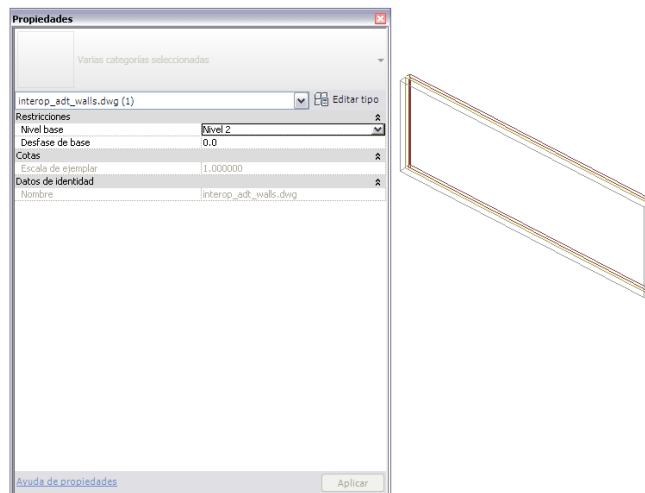 Propiedades
Varias categorías seleccionadas
interop_adt_walls.dwg (1) Editar tipo
Restricciones
Nivel base Nivel 2
Desfase de base 0.0
Cotas
Escala de ejemplar 1.000000
Datos de identidad
Nombre interop_adt_walls.dwg
Ayuda de propiedades Aplicar